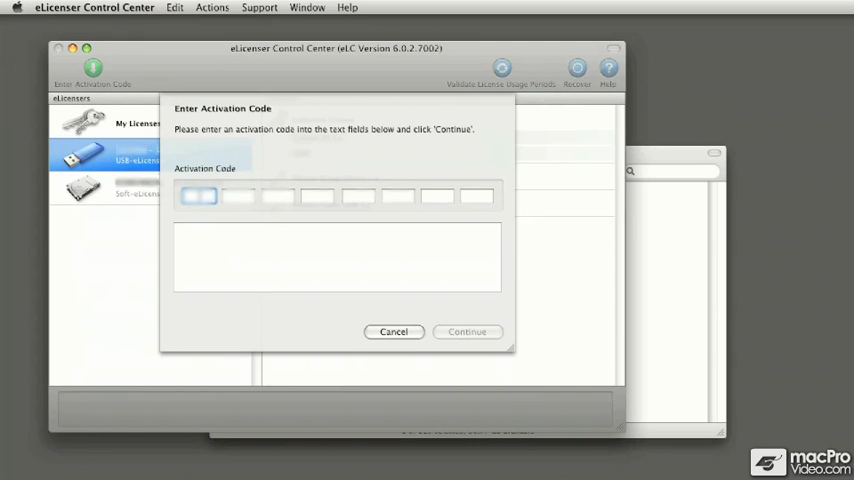 eLicenser Control Center Edit Actions Support Window Help
eLicenser Control Center (eLC Version 6.0.2.7002)
Enter Activation Code
Validate License Usage Periods
Recover
Help
eLicensers
My Licenses
USB-eLicen
Soft-eLicen
Enter Activation Code
Please enter an activation code into the text fields below and click 'Continue'.
Activation Code
Cancel
Continue
macPro
Video.com